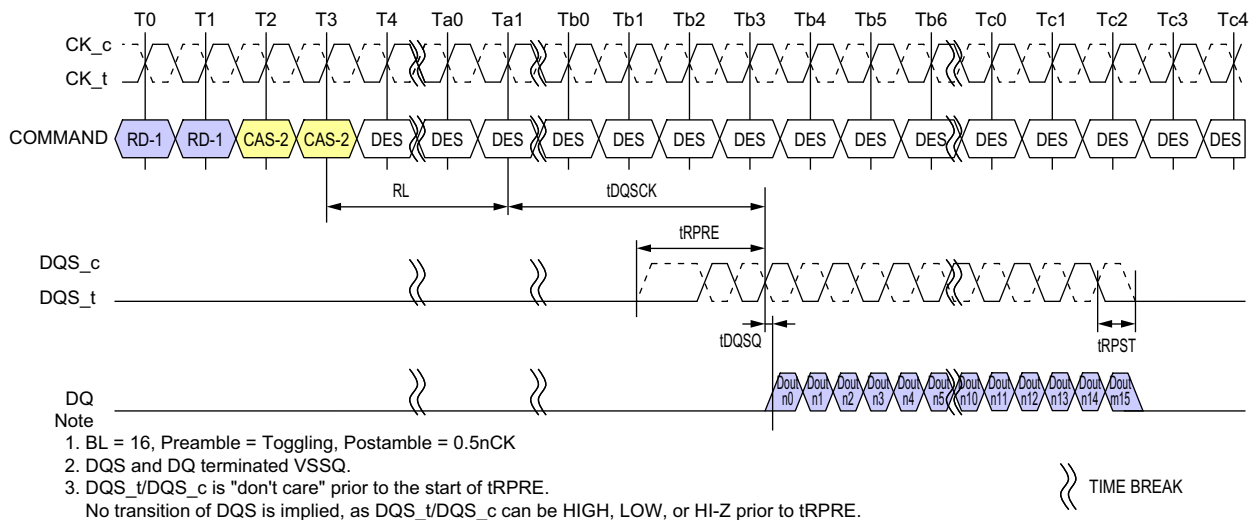 T0 T1 T2 T3 T4 Ta0 Ta1 Tb0 Tb1 Tb2 Tb3 Tb4 Tb5 Tb6 Tc0 Tc1 Tc2 Tc3 Tc4
CK_c
CK_t
COMMAND RD-1 RD-1 CAS-2 CAS-2 DES DES DES DES DES DES DES DES DES DES DES DES DES DES DES
RL tDQSCK
tRPRE
DQS_c
DQS_t
tDQSQ tRPST
Dout Dout Dout Dout Dout Dout Dout Dout Dout Dout Dout Dout
n0 n1 n2 n3 n4 n5 n10 n11 n12 n13 n14 m15
DQ
Note
1. BL = 16, Preamble = Toggling, Postamble = 0.5nCK
2. DQS and DQ terminated VSSQ.
3. DQS_t/DQS_c is "don't care" prior to the start of tRPRE.
No transition of DQS is implied, as DQS_t/DQS_c can be HIGH, LOW, or HI-Z prior to tRPRE.
TIME BREAK